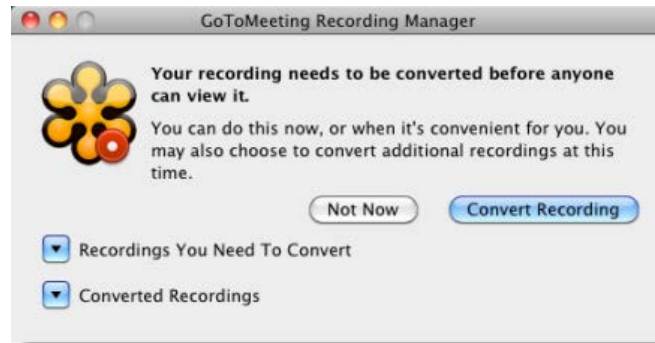 GoToMeeting Recording Manager
Your recording needs to be converted before anyone
can view it.
You can do this now, or when it's convenient for you. You
may also choose to convert additional recordings at this
time.
Not Now
Convert Recording
Recordings You Need To Convert
Converted Recordings